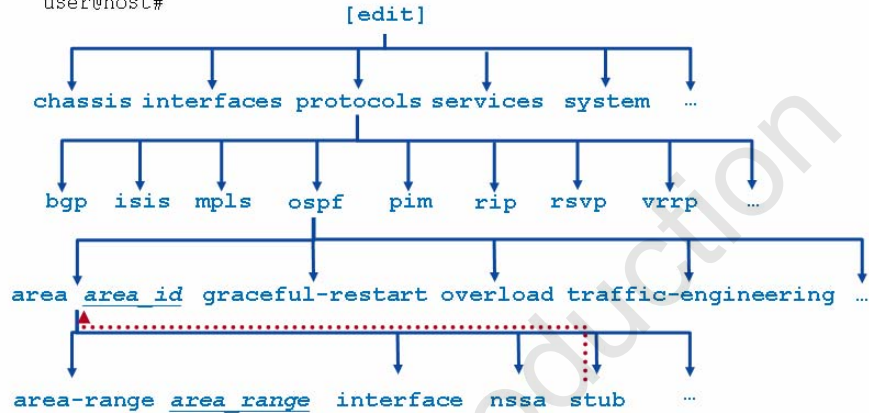 user@host#
[edit]
chassis interfaces protocols services system …
bgp isis mpls ospf pim rip rsvp vrrp …
area area_id graceful-restart overload traffic-engineering …
area-range area_range interface nssa stub …
oduction